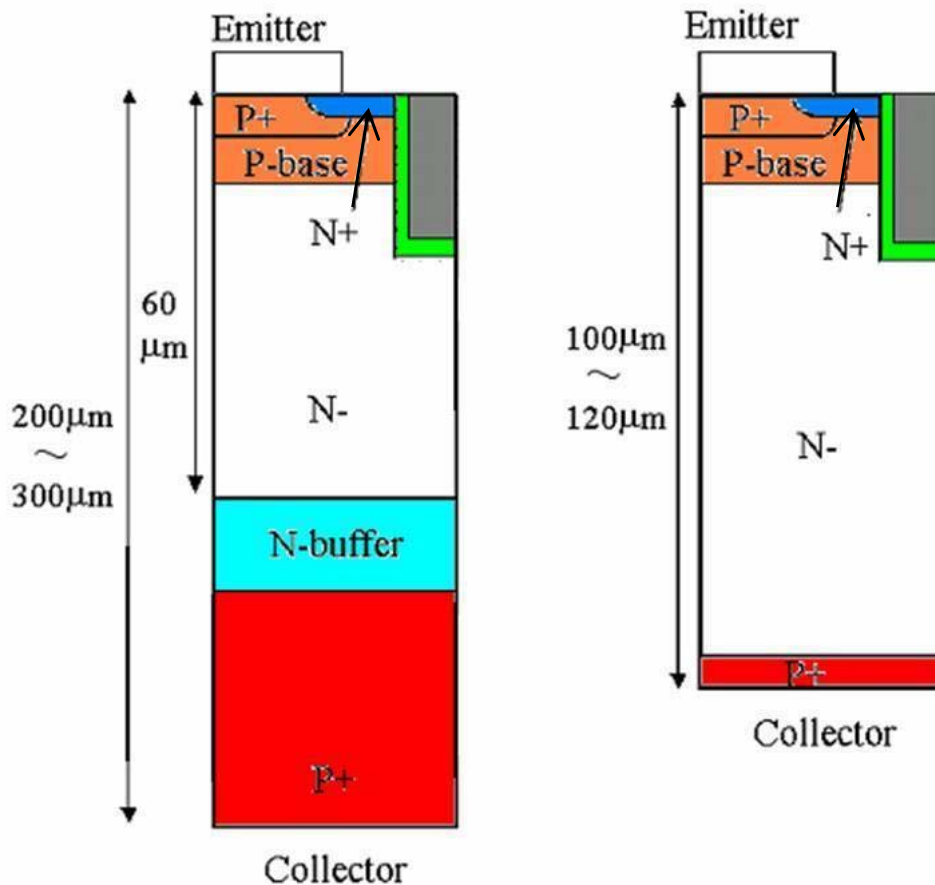 Emitter
P+
P-base
N+
60
μm
200μm
~
300μm
N-
N-buffer
P+
Collector
Emitter
P+
P-base
N+
100μm
~
120μm
N-
P+
Collector